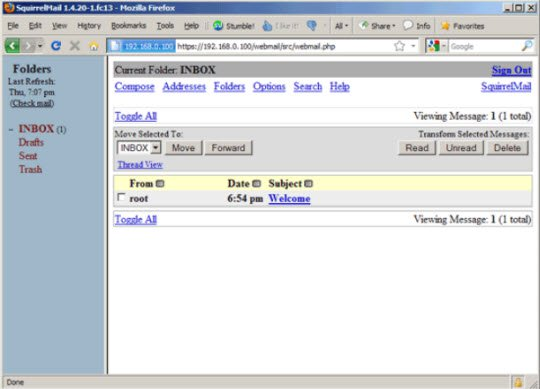 SquirrelMail 1.4.20-1.fc13 - Mozilla Firefox
File Edit View History Bookmarks Tools Help Stumble! I like it! All Share Info Favorites
192.168.0.100 https://192.168.0.100/webmail/src/webmail.php Google
Folders
Last Refresh:
Thu, 7:07 pm
(Check mail)
- INBOX (1)
Drafts
Sent
Trash
Current Folder: INBOX Sign Out
Compose Addresses Folders Options Search Help SquirrelMail
Toggle All Viewing Message: 1 (1 total)
Move Selected To: Transform Selected Messages:
INBOX Move Forward Read Unread Delete
Thread View
From Date Subject
root 6:54 pm Welcome
Toggle All Viewing Message: 1 (1 total)
Done